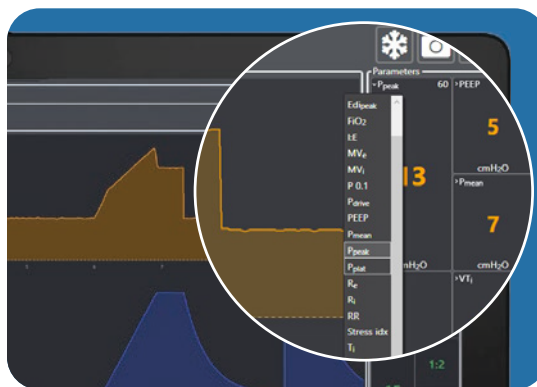 Parameters
Ppeak 60
PEEP
5
cmH₂O
13
Pmean
7
cmH₂O
mH₂O
VTi
1:2
Edipeak
FiO₂
I:E
MVe
MVi
P 0.1
Pdrive
PEEP
Pmean
Ppeak
Pplat
Re
Ri
RR
Stress idx
Ti